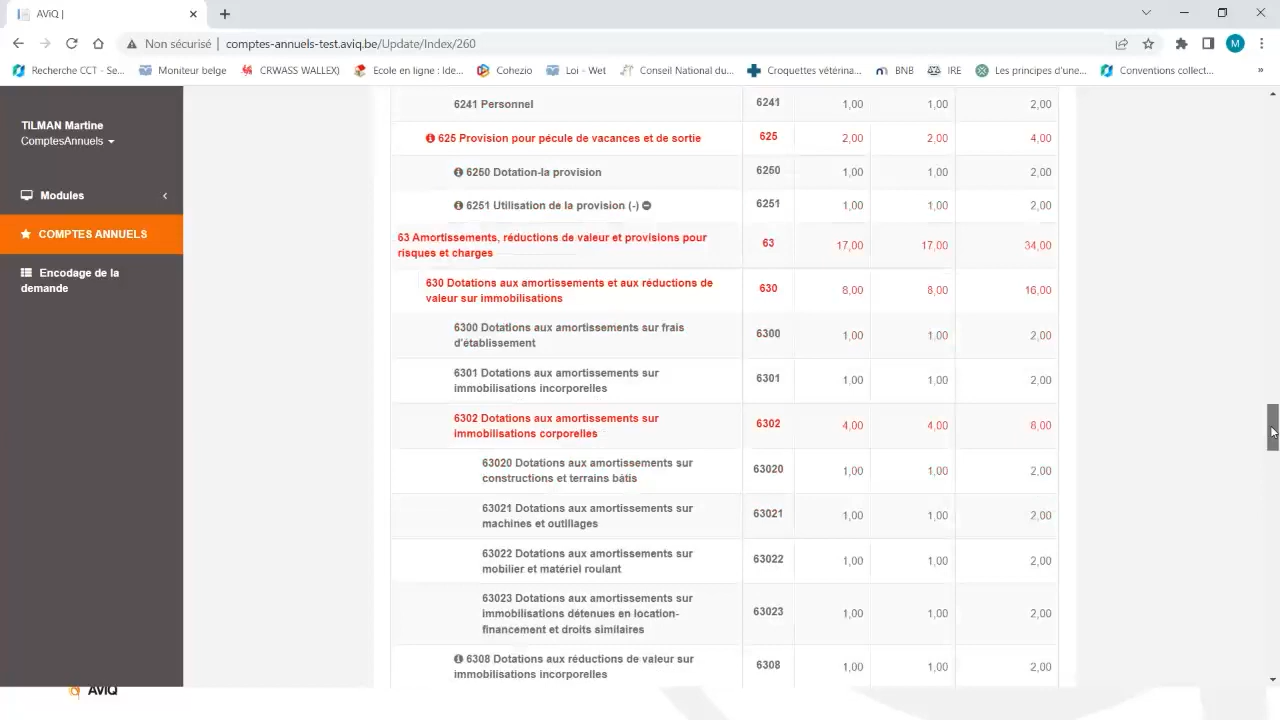 AViQ |
Non sécurisé | comptes-annuels-test.aviq.be/Update/Index/260
M
Recherche CCT - Se... Moniteur belge CRWASS WALLEX) Ecole en ligne : Ide... Cohezio Loi - Wet Conseil National du... Croquettes vétérina... BNB IRE Les principes d'une... Conventions collect... »
TILMAN Martine
ComptesAnnuels
Modules
COMPTES ANNUELS
Encodage de la
demande
6241 Personnel 6241 1,00 1,00 2,00
625 Provision pour pécule de vacances et de sortie 625 2,00 2,00 4,00
6250 Dotation-la provision 6250 1,00 1,00 2,00
6251 Utilisation de la provision (-) 6251 1,00 1,00 2,00
63 Amortissements, réductions de valeur et provisions pour
risques et charges 63 17,00 17,00 34,00
630 Dotations aux amortissements et aux réductions de
valeur sur immobilisations 630 8,00 8,00 16,00
6300 Dotations aux amortissements sur frais
d'établissement 6300 1,00 1,00 2,00
6301 Dotations aux amortissements sur
immobilisations incorporelles 6301 1,00 1,00 2,00
6302 Dotations aux amortissements sur
immobilisations corporelles 6302 4,00 4,00 8,00
63020 Dotations aux amortissements sur
constructions et terrains bâtis 63020 1,00 1,00 2,00
63021 Dotations aux amortissements sur
machines et outillages 63021 1,00 1,00 2,00
63022 Dotations aux amortissements sur
mobilier et matériel roulant 63022 1,00 1,00 2,00
63023 Dotations aux amortissements sur
immobilisations détenues en location-
financement et droits similaires 63023 1,00 1,00 2,00
6308 Dotations aux réductions de valeur sur
immobilisations incorporelles 6308 1,00 1,00 2,00
AViQ